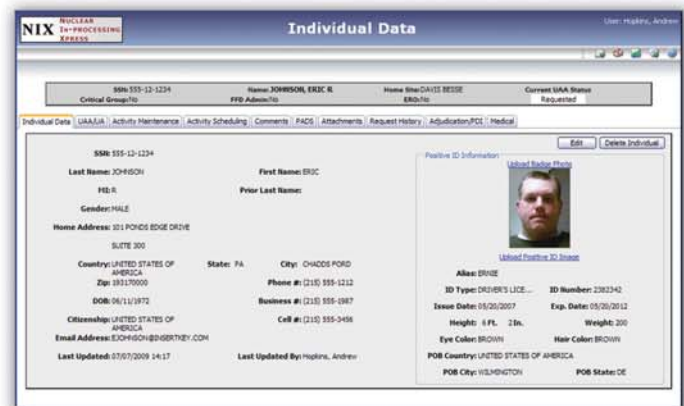 NIX NUCLEAR
IN-PROCESSING
XPRESS
Individual Data
User: Hopkins, Andrew
SSN: 555-12-1234 Name: JOHNSON, ERIC R Home Site: DAVIS BESSE Current UAA Status
Critical Group: No FFD Admin: No ERO: No Requested
Individual Data UAA/UA Activity Maintenance Activity Scheduling Comments PADS Attachments Request History Adjudication/PDI Medical
Edit Delete Individual
SSN: 555-12-1234
Last Name: JOHNSON First Name: ERIC
MI: R Prior Last Name:
Gender: MALE
Home Address: 101 PONDS EDGE DRIVE
SUITE 300
Country: UNITED STATES OF AMERICA State: PA City: CHADDS FORD
Zip: 193170000 Phone #: (215) 555-1212
DOB: 06/11/1972 Business #: (215) 555-1987
Citizenship: UNITED STATES OF AMERICA Cell #: (215) 555-3456
Email Address: EJOHNSON@INSERTKEY.COM
Last Updated: 07/07/2009 14:17 Last Updated By: Hopkins, Andrew
Positive ID Information
Upload Badge Photo
Upload Positive ID Image
Alias: ERNIE
ID Type: DRIVER'S LICE... ID Number: 2382342
Issue Date: 05/20/2007 Exp. Date: 05/20/2012
Height: 6 Ft. 2 In. Weight: 200
Eye Color: BROWN Hair Color: BROWN
POB Country: UNITED STATES OF AMERICA
POB City: WILMINGTON POB State: DE